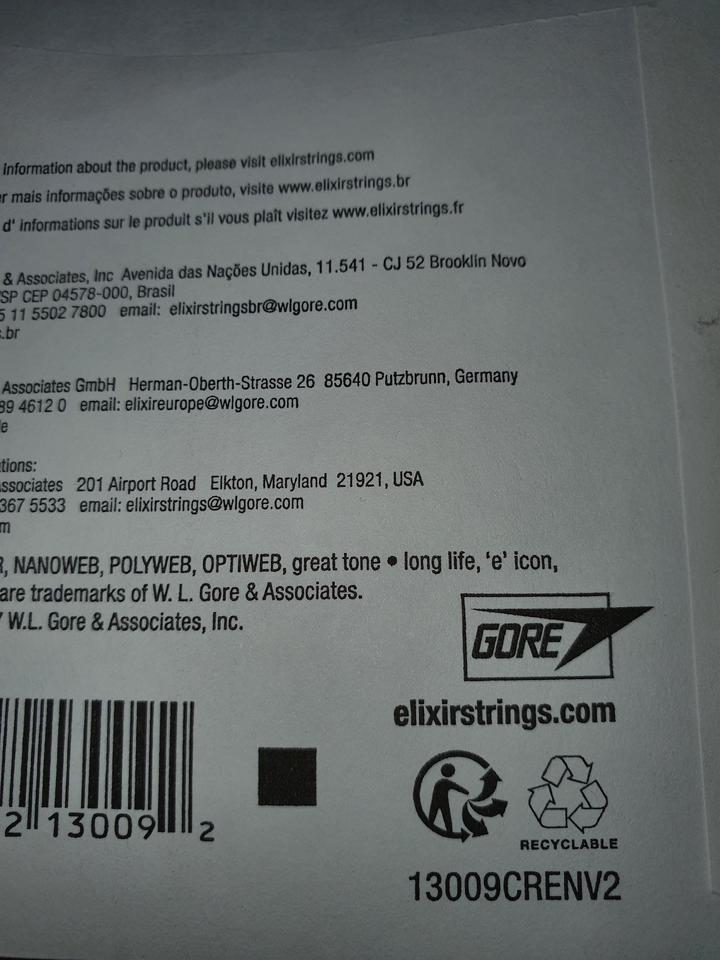 information about the product, please visit elixirstrings.com
mais informações sobre o produto, visite www.elixirstrings.br
d' informations sur le produit s'il vous plaît visitez www.elixirstrings.fr
& Associates, Inc Avenida das Nações Unidas, 11.541 - CJ 52 Brooklin Novo
/SP CEP 04578-000, Brasil
5 11 5502 7800 email: elixirstringsbr@wlgore.com
.br
Associates GmbH Herman-Oberth-Strasse 26 85640 Putzbrunn, Germany
89 4612 0 email: elixireurope@wlgore.com
tions:
ssociates 201 Airport Road Elkton, Maryland 21921, USA
367 5533 email: elixirstrings@wlgore.com
m
R, NANOWEB, POLYWEB, OPTIWEB, great tone • long life, 'e' icon,
are trademarks of W. L. Gore & Associates.
W.L. Gore & Associates, Inc.
GORE
elixirstrings.com
2 13009 2
RECYCLABLE
13009CRENV2